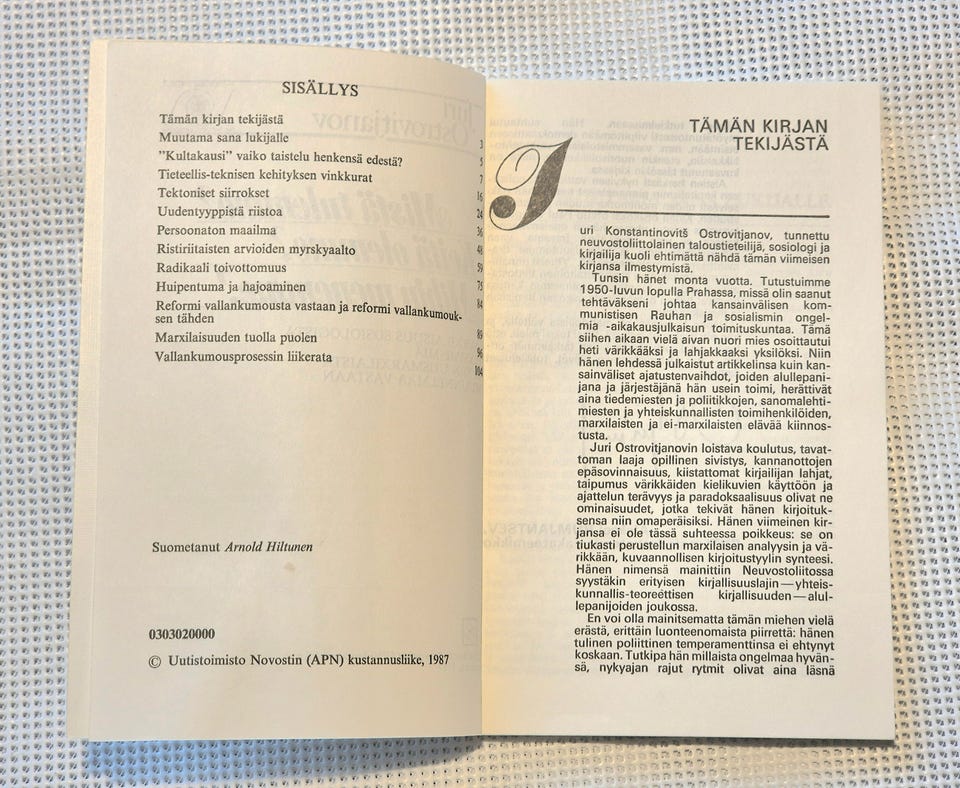 SISÄLLYS
Tämän kirjan tekijästä 3
Muutama sana lukijalle 5
”Kultakausi” vaiko taistelu henkensä edestä? 7
Tieteellis-teknisen kehityksen vinkkurat 16
Tektoniset siirrokset 24
Uudentyyppistä riistoa 36
Persoonaton maailma 48
Ristiriitaisten arvioiden myrskyaalto 59
Radikaali toivottomuus 75
Huipentuma ja hajoaminen 84
Reformi vallankumousta vastaan ja reformi vallankumouk-
sen tähden 89
Marxilaisuuden tuolla puolen 96
Vallankumousprosessin liikerata 104
Suometanut Arnold Hiltunen
0303020000
© Uutistoimisto Novostin (APN) kustannusliike, 1987
TÄMÄN KIRJAN
TEKIJÄSTÄ
Juri Konstantinovitš Ostrovitjanov, tunnettu
neuvostoliittolainen taloustieteilijä, sosiologi ja
kirjailija kuoli ehtimättä nähdä tämän viimeisen
kirjansa ilmestymistä.
Tunsin hänet monta vuotta. Tutustuimme
1950-luvun lopulla Prahassa, missä olin saanut
tehtäväkseni johtaa kansainvälisen kom-
munistisen Rauhan ja sosialismin ongel-
mia -aikakausjulkaisun toimituskuntaa. Tämä
siihen aikaan vielä aivan nuori mies osoittautui
heti värikkääksi ja lahjakkaaksi yksilöksi. Niin
hänen lehdessä julkaistut artikkelinsa kuin kan-
sainväliset ajatustenvaihdot, joiden alullepani-
jana ja järjestäjänä hän usein toimi, herättivät
aina tiedemiesten ja poliitikkojen, sanomalehti-
miesten ja yhteiskunnallisten toimihenkilöiden,
marxilaisten ja ei-marxilaisten elävää kiinnos-
tusta.
Juri Ostrovitjanovin loistava koulutus, tavat-
toman laaja opillinen sivistys, kannanottojen
epäsovinnaisuus, kiistattomat kirjailijan lahjat,
taipumus värikkäiden kielikuvien käyttöön ja
ajattelun terävyys ja paradoksaalisuus olivat ne
ominaisuudet, jotka tekivät hänen kirjoituk-
sensa niin omaperäisiksi. Hänen viimeinen kir-
jansa ei ole tässä suhteessa poikkeus: se on
tiukasti perustellun marxilaisen analyysin ja vä-
rikkään, kuvaannollisen kirjoitustyylin synteesi.
Hänen nimensä mainittiin Neuvostoliitossa
syystäkin erityisen kirjallisuuslajin — yhteis-
kunnallis-teoreettisen kirjallisuuden — alul-
lepanijoiden joukossa.
En voi olla mainitsematta tämän miehen vielä
erästä, erittäin luonteenomaista piirrettä: hänen
tulinen poliittinen temperamenttinsa ei ehtynyt
koskaan. Tutkipa hän millaista ongelmaa hyvän-
sä, nykyajan rajut rytmit olivat aina läsnä